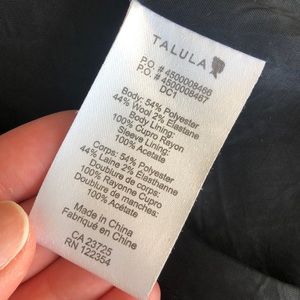 TALULA
P.O. # 4500008466
P.O. # 4500008467
DC1
Body: 54% Polyester
44% Wool 2% Elastane
Body Lining:
100% Cupro Rayon
Sleeve Lining:
100% Acetate
Corps: 54% Polyester
44% Laine 2% Elasthanne
Doublure de corps:
100% Rayonne Cupro
Doublure de manches:
100% Acétate
Made in China
Fabriqué en Chine
CA 23725
RN 122354